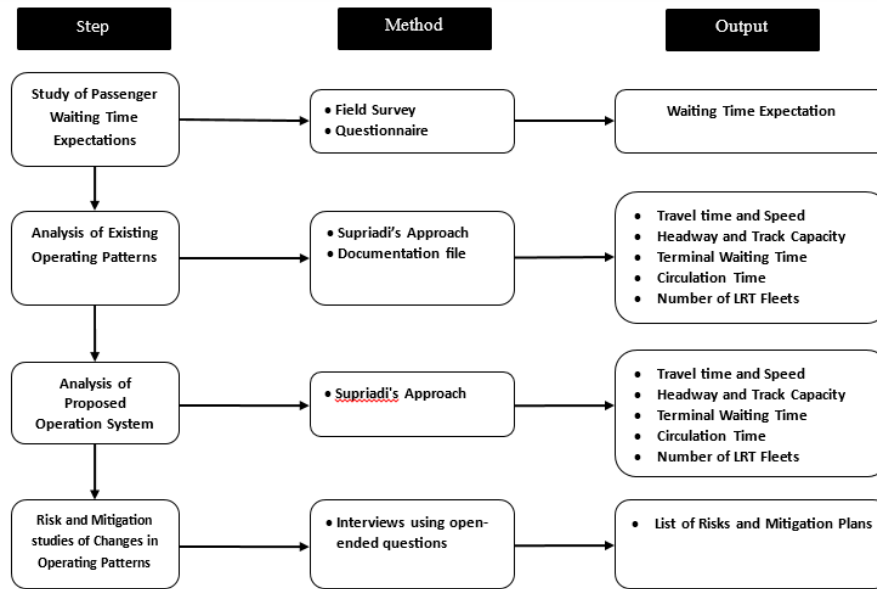 Step
Method
Output
Study of Passenger
Waiting Time
Expectations
• Field Survey
• Questionnaire
Waiting Time Expectation
Analysis of Existing
Operating Patterns
• Supriadi’s Approach
• Documentation file
• Travel time and Speed
• Headway and Track Capacity
• Terminal Waiting Time
• Circulation Time
• Number of LRT Fleets
Analysis of
Proposed
Operation System
• Supriadi's Approach
• Travel time and Speed
• Headway and Track Capacity
• Terminal Waiting Time
• Circulation Time
• Number of LRT Fleets
Risk and Mitigation
studies of Changes in
Operating Patterns
• Interviews using open-
ended questions
• List of Risks and Mitigation Plans